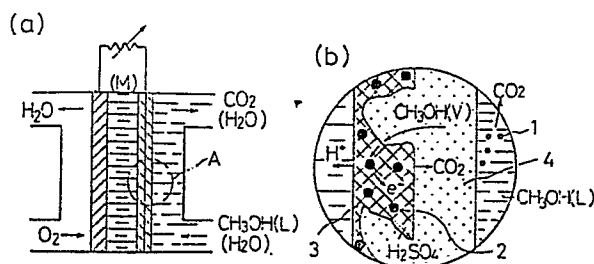 (a)
(M)
H₂O
CO₂
(H₂O)
A
O₂
CH₃OH(L)
(H₂O)
(b)
CH₃OH(V)
CO₂
1
4
H⁺
CO₂
e⁻
CH₃OH(L)
3
H₂SO₄
2